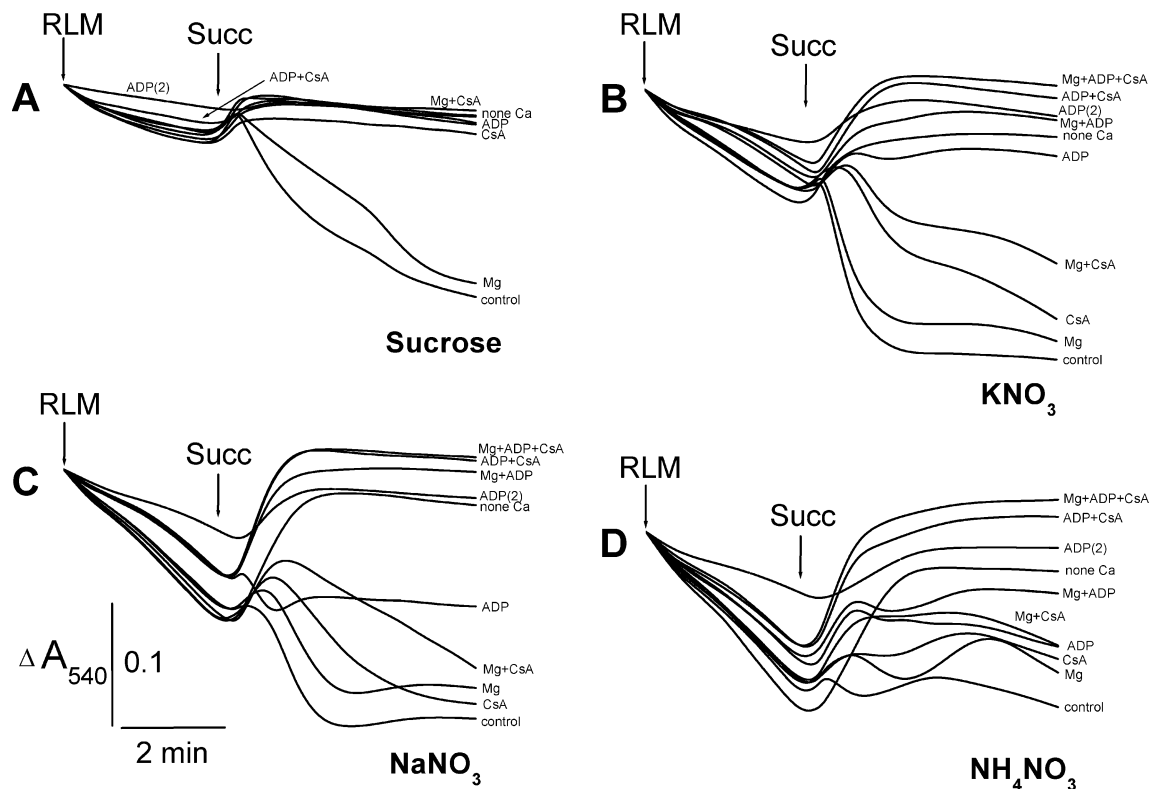 RLM
Succ
A
ADP(2)
ADP+CsA
Mg+CsA
none Ca
ADP
CsA
Mg
control
Sucrose
RLM
Succ
B
Mg+ADP+CsA
ADP+CsA
ADP(2)
Mg+ADP
none Ca
ADP
Mg+CsA
CsA
Mg
control
KNO3
RLM
Succ
C
Mg+ADP+CsA
ADP+CsA
Mg+ADP
ADP(2)
none Ca
ADP
Mg+CsA
Mg
CsA
control
Δ A540 0.1
2 min
NaNO3
RLM
Succ
D
Mg+ADP+CsA
ADP+CsA
ADP(2)
none Ca
Mg+ADP
Mg+CsA
ADP
CsA
Mg
control
NH4NO3